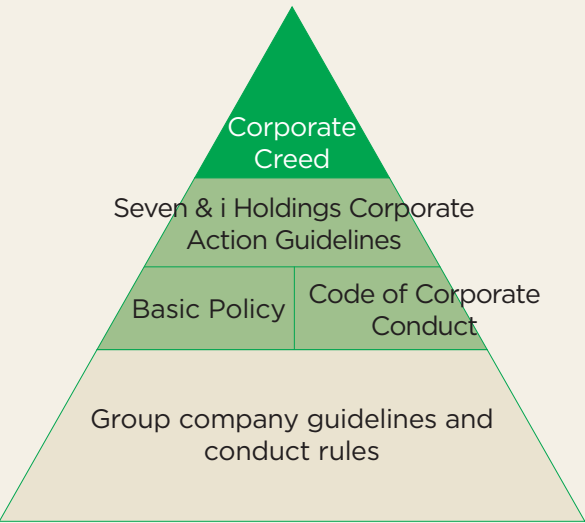 Corporate
Creed
Seven & i Holdings Corporate
Action Guidelines
Basic Policy
Code of Corporate
Conduct
Group company guidelines and
conduct rules